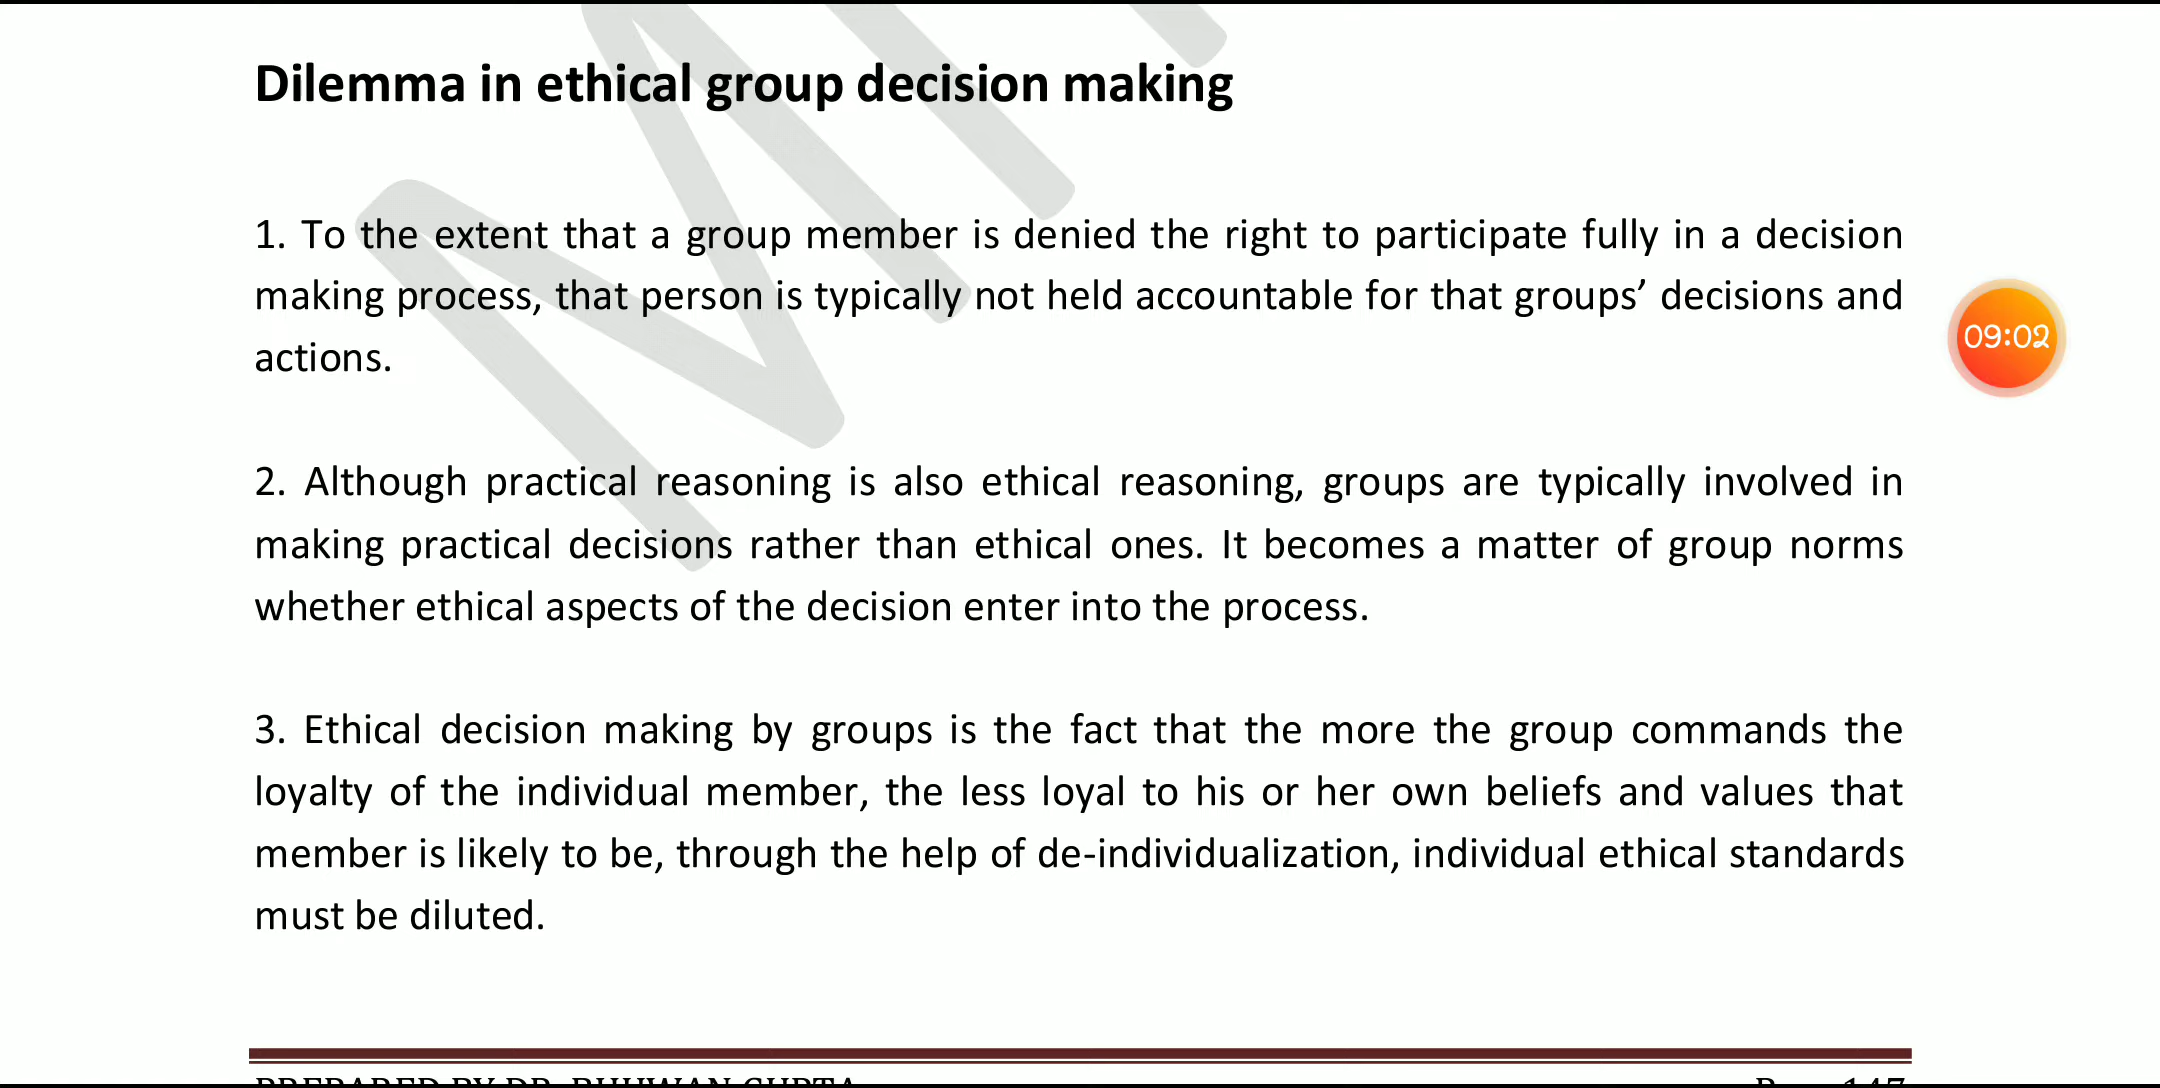 Dilemma in ethical group decision making
1. To the extent that a group member is denied the right to participate fully in a decision
making process, that person is typically not held accountable for that groups’ decisions and
actions.
09:02
2. Although practical reasoning is also ethical reasoning, groups are typically involved in
making practical decisions rather than ethical ones. It becomes a matter of group norms
whether ethical aspects of the decision enter into the process.
3. Ethical decision making by groups is the fact that the more the group commands the
loyalty of the individual member, the less loyal to his or her own beliefs and values that
member is likely to be, through the help of de-individualization, individual ethical standards
must be diluted.
PREPARED BY DR. BHUWAN GUPTA